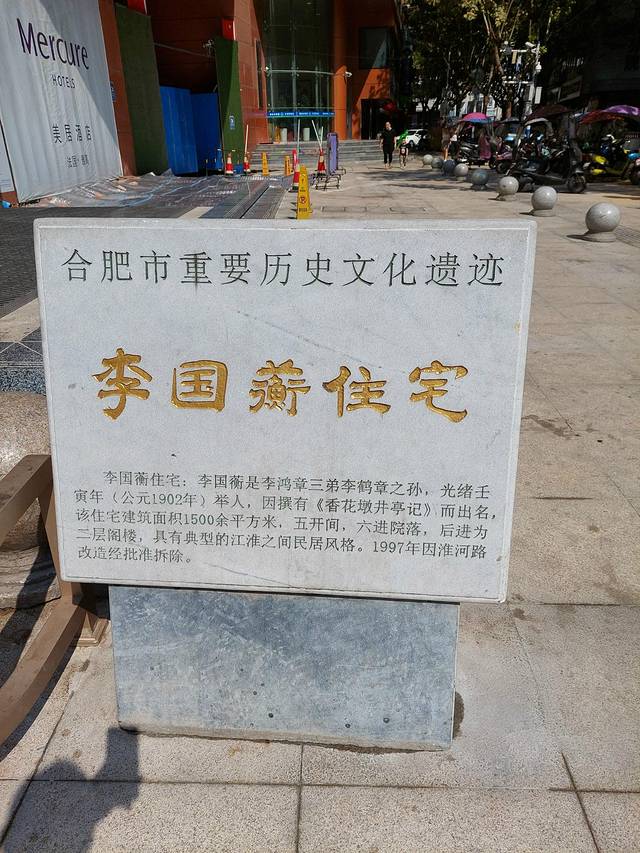 Mercure
HOTELS
美居酒店
合肥市重要历史文化遗迹
李国蘅住宅
李国蘅住宅：李国蘅是李鸿章三弟李鹤章之孙，光绪壬
寅年（公元1902年）举人，因撰有《香花墩井亭记》而出名，
该住宅建筑面积1500余平方米，五开间，六进院落，后进为
二层阁楼，具有典型的江淮之间民居风格。1997年因淮河路
改造经批准拆除。